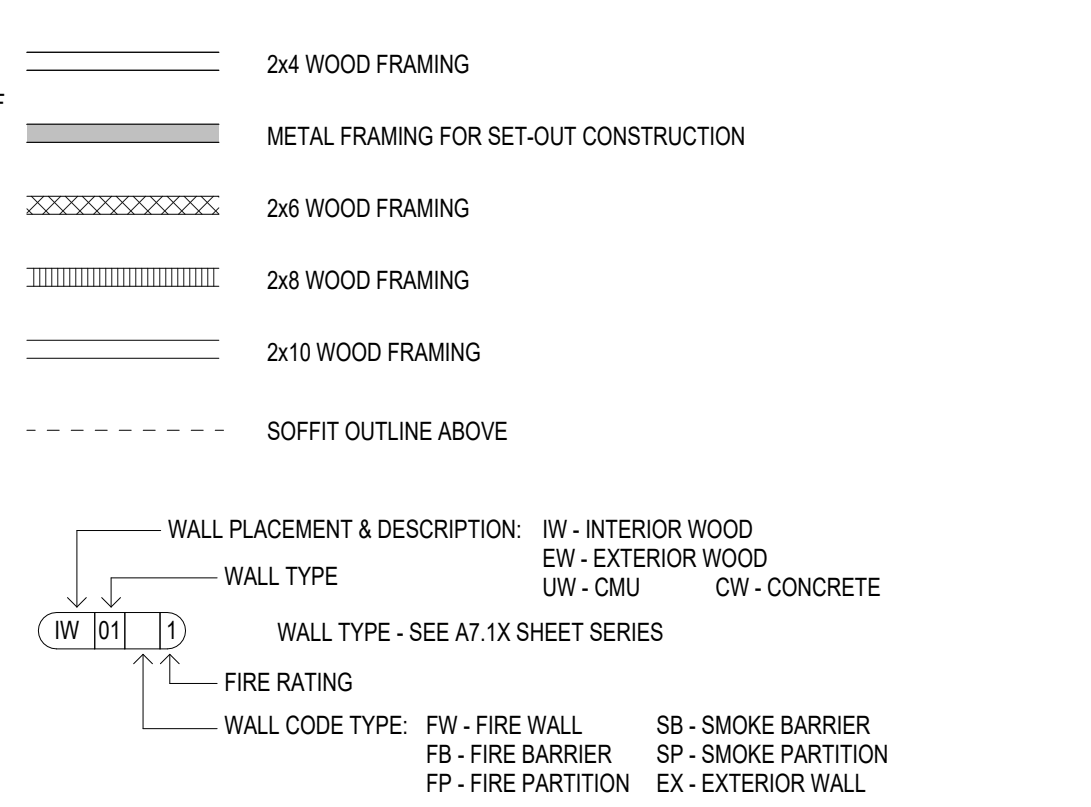 2x4 WOOD FRAMING
METAL FRAMING FOR SET-OUT CONSTRUCTION
2x6 WOOD FRAMING
2x8 WOOD FRAMING
2x10 WOOD FRAMING
SOFFIT OUTLINE ABOVE
WALL PLACEMENT & DESCRIPTION: IW - INTERIOR WOOD
EW - EXTERIOR WOOD
WALL TYPE
UW - CMU CW - CONCRETE
IW 01 1 WALL TYPE - SEE A7.1X SHEET SERIES
FIRE RATING
WALL CODE TYPE: FW - FIRE WALL SB - SMOKE BARRIER
FB - FIRE BARRIER SP - SMOKE PARTITION
FP - FIRE PARTITION EX - EXTERIOR WALL